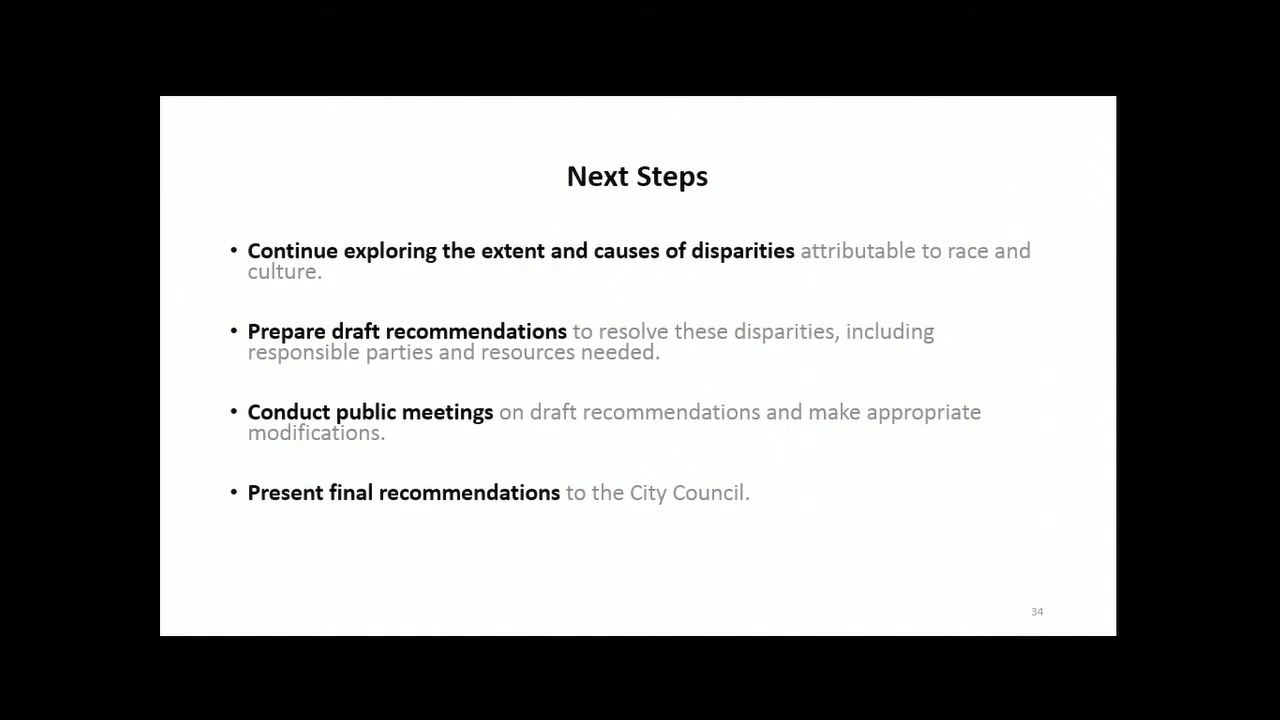 Next Steps
• Continue exploring the extent and causes of disparities attributable to race and
culture.
• Prepare draft recommendations to resolve these disparities, including
responsible parties and resources needed.
• Conduct public meetings on draft recommendations and make appropriate
modifications.
• Present final recommendations to the City Council.
34